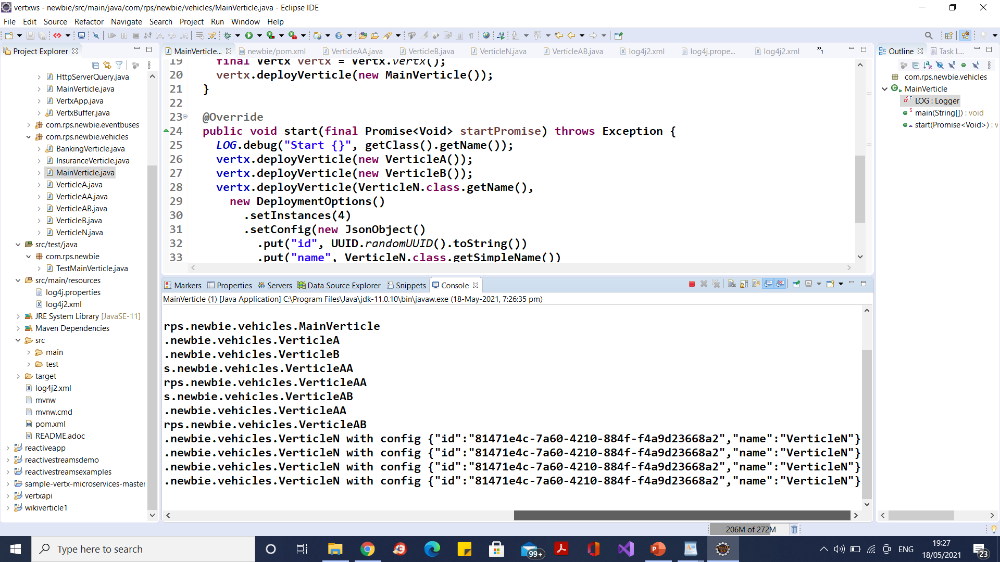 vertxws - newbie/src/main/java/com/rps/newbie/vehicles/MainVerticle.java - Eclipse IDE
File Edit Source Refactor Navigate Search Project Run Window Help
Project Explorer
HttpServerQuery.java
MainVerticle.java
VertxApp.java
VertxBuffer.java
com.rps.newbie.eventbuses
com.rps.newbie.vehicles
BankingVerticle.java
InsuranceVerticle.java
MainVerticle.java
VerticleA.java
VerticleAA.java
VerticleAB.java
VerticleB.java
VerticleN.java
src/test/java
com.rps.newbie
TestMainVerticle.java
src/main/resources
log4j.properties
log4j2.xml
JRE System Library [JavaSE-11]
Maven Dependencies
src
main
test
target
log4j2.xml
mvnw
mvnw.cmd
pom.xml
README.adoc
reactiveapp
reactivestreamsdemo
reactivestreamsexamples
sample-vertx-microservices-master
vertxapi
wikiverticle1
MainVerticle... newbie/pom.xml VerticleAA.java VerticleB.java VerticleN.java VerticleAB.java log4j2.xml log4j.prope... log4j2.xml »1
19 final Vertx vertx = Vertx.vertx();
20 vertx.deployVerticle(new MainVerticle());
21 }
22
23 @Override
24 public void start(final Promise<Void> startPromise) throws Exception {
25 LOG.debug("Start {}", getClass().getName());
26 vertx.deployVerticle(new VerticleA());
27 vertx.deployVerticle(new VerticleB());
28 vertx.deployVerticle(VerticleN.class.getName(),
29 new DeploymentOptions()
30 .setInstances(4)
31 .setConfig(new JsonObject()
32 .put("id", UUID.randomUUID().toString())
33 .put("name", VerticleN.class.getSimpleName())
Markers Properties Servers Data Source Explorer Snippets Console
MainVerticle (1) [Java Application] C:\Program Files\Java\jdk-11.0.10\bin\javaw.exe (18-May-2021, 7:26:35 pm)
rps.newbie.vehicles.MainVerticle
.newbie.vehicles.VerticleA
.newbie.vehicles.VerticleB
s.newbie.vehicles.VerticleAA
rps.newbie.vehicles.VerticleAA
s.newbie.vehicles.VerticleAB
.newbie.vehicles.VerticleAA
rps.newbie.vehicles.VerticleAB
.newbie.vehicles.VerticleN with config {"id":"81471e4c-7a60-4210-884f-f4a9d23668a2","name":"VerticleN"}
.newbie.vehicles.VerticleN with config {"id":"81471e4c-7a60-4210-884f-f4a9d23668a2","name":"VerticleN"}
.newbie.vehicles.VerticleN with config {"id":"81471e4c-7a60-4210-884f-f4a9d23668a2","name":"VerticleN"}
.newbie.vehicles.VerticleN with config {"id":"81471e4c-7a60-4210-884f-f4a9d23668a2","name":"VerticleN"}
Outline Task L...
com.rps.newbie.vehicles
MainVerticle
LOG : Logger
main(String[]) : void
start(Promise<Void>) : v
206M of 272M
Type here to search
99+
ENG
19:27
18/05/2021
23